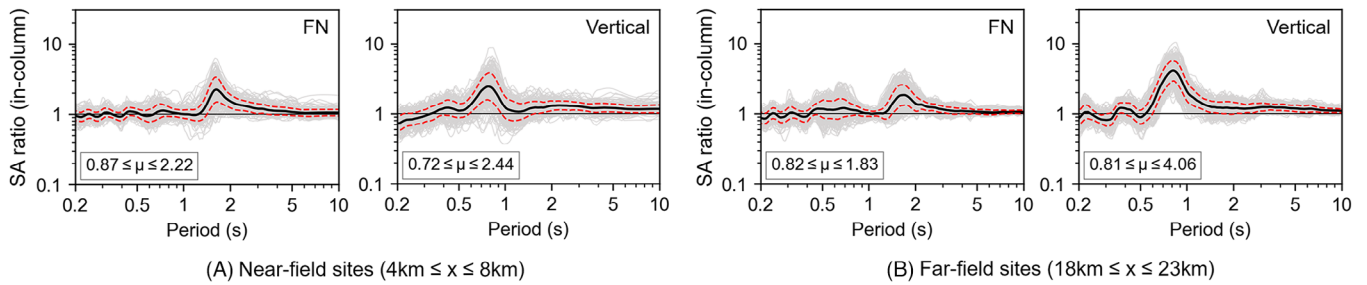 SA ratio (in-column)
10
1
0.1
FN
0.87 ≤ μ ≤ 2.22
0.2 0.5 1 2 5 10
Period (s)
10
1
0.1
Vertical
0.72 ≤ μ ≤ 2.44
0.2 0.5 1 2 5 10
Period (s)
(A) Near-field sites (4km ≤ x ≤ 8km)
SA ratio (in-column)
10
1
0.1
FN
0.82 ≤ μ ≤ 1.83
0.2 0.5 1 2 5 10
Period (s)
10
1
0.1
Vertical
0.81 ≤ μ ≤ 4.06
0.2 0.5 1 2 5 10
Period (s)
(B) Far-field sites (18km ≤ x ≤ 23km)